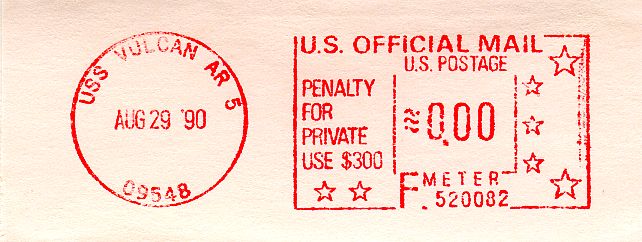 USS VULCAN AR 5
AUG 29 '90
09548
U.S. OFFICIAL MAIL
U.S. POSTAGE
PENALTY
FOR
PRIVATE
USE $300
≈0.00
F METER
520082